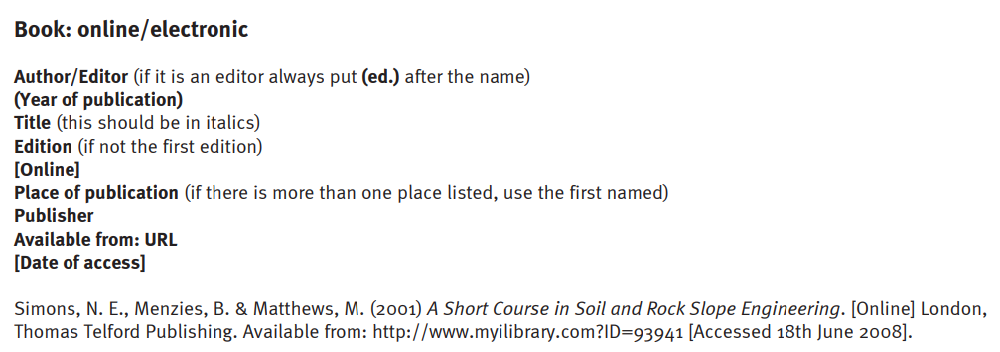 Book: online/electronic
Author/Editor (if it is an editor always put (ed.) after the name)
(Year of publication)
Title (this should be in italics)
Edition (if not the first edition)
[Online]
Place of publication (if there is more than one place listed, use the first named)
Publisher
Available from: URL
[Date of access]
Simons, N. E., Menzies, B. & Matthews, M. (2001) A Short Course in Soil and Rock Slope Engineering. [Online] London,
Thomas Telford Publishing. Available from: http://www.myilibrary.com?ID=93941 [Accessed 18th June 2008].